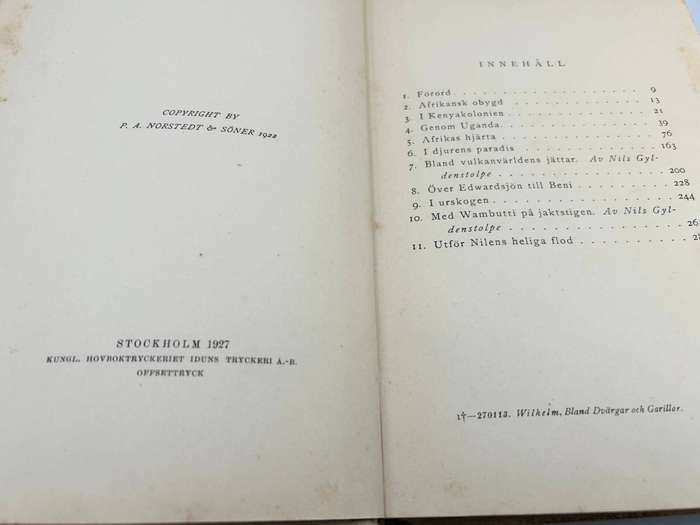 COPYRIGHT BY
P. A. NORSTEDT & SÖNER 1922
STOCKHOLM 1927
KUNGL. HOVBOKTRYCKERIET IDUNS TRYCKERI A.-B.
OFFSETTRYCK
INNEHÅLL
1. Förord . . . . . . . . . . . . . . . . . . . . 9
2. Afrikansk obygd . . . . . . . . . . . . . . . . 13
3. I Kenyakolonien . . . . . . . . . . . . . . . . 21
4. Genom Uganda . . . . . . . . . . . . . . . . . 39
5. Afrikas hjärta . . . . . . . . . . . . . . . . . 76
6. I djurens paradis . . . . . . . . . . . . . . . 163
7. Bland vulkanvärldens jättar. Av Nils Gyl-
denstolpe . . . . . . . . . . . . . . . . . 200
8. Över Edwardsjön till Beni . . . . . . . . . . . 228
9. I urskogen . . . . . . . . . . . . . . . . . . 244
10. Med Wambutti på jaktstigen. Av Nils Gyl-
denstolpe . . . . . . . . . . . . . . . . .
11. Utför Nilens heliga flod . . . . . . . . . . .
1†—270113. Wilhelm, Bland Dvärgar och Gorillor.